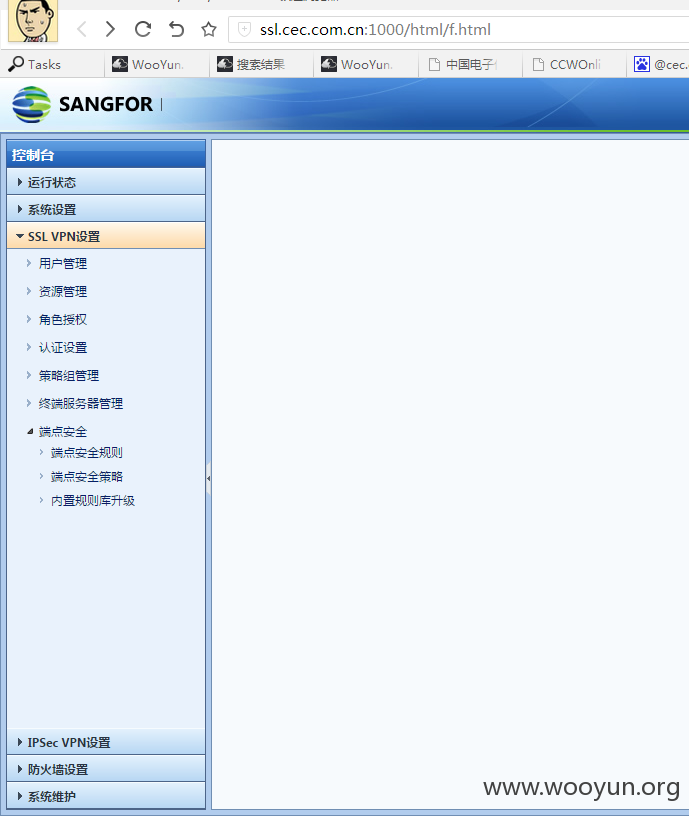 ssl.cec.com.cn:1000/html/f.html
Tasks
WooYun.
搜索结果
WooYun.
中国电子
CCWOnli
@cec.
SANGFOR
控制台
运行状态
系统设置
SSL VPN设置
用户管理
资源管理
角色授权
认证设置
策略组管理
终端服务器管理
端点安全
端点安全规则
端点安全策略
内置规则库升级
IPSec VPN设置
防火墙设置
系统维护
www.wooyun.org